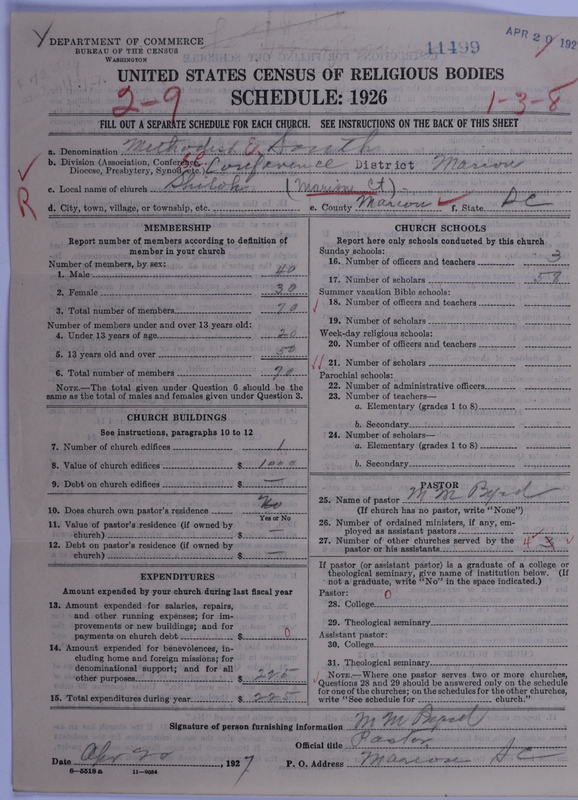 DEPARTMENT OF COMMERCE
BUREAU OF THE CENSUS
WASHINGTON
11499
APR 20 192
UNITED STATES CENSUS OF RELIGIOUS BODIES
SCHEDULE: 1926
2-9
1-3-8
FILL OUT A SEPARATE SCHEDULE FOR EACH CHURCH. SEE INSTRUCTIONS ON THE BACK OF THIS SHEET
a. Denomination Methodist E South
b. Division (Association, Conference, Diocese, Presbytery, Synod, etc.) S C Conference District Marion
c. Local name of church Shiloh (Marion Ct)
R
d. City, town, village, or township, etc.
e. County Marion
f. State SC
MEMBERSHIP
Report number of members according to definition of member in your church
Number of members, by sex:
1. Male 40
2. Female 30
3. Total number of members 70
Number of members under and over 13 years old:
4. Under 13 years of age 20
5. 13 years old and over 50
6. Total number of members 70
NOTE.—The total given under Question 6 should be the same as the total of males and females given under Question 3.
CHURCH BUILDINGS
See instructions, paragraphs 10 to 12
7. Number of church edifices 1
8. Value of church edifices $ 1000
9. Debt on church edifices $ —
10. Does church own pastor's residence No
Yes or No
11. Value of pastor's residence (if owned by church) $ —
12. Debt on pastor's residence (if owned by church) $ —
EXPENDITURES
Amount expended by your church during last fiscal year
13. Amount expended for salaries, repairs, and other running expenses; for improvements or new buildings; and for payments on church debt $ 0
14. Amount expended for benevolences, including home and foreign missions; for denominational support; and for all other purposes $ 225
15. Total expenditures during year $ 225
CHURCH SCHOOLS
Report here only schools conducted by this church
Sunday schools:
16. Number of officers and teachers 3
17. Number of scholars 58
Summer vacation Bible schools:
18. Number of officers and teachers
19. Number of scholars
Week-day religious schools:
20. Number of officers and teachers
21. Number of scholars
Parochial schools:
22. Number of administrative officers
23. Number of teachers—
a. Elementary (grades 1 to 8)
b. Secondary
24. Number of scholars—
a. Elementary (grades 1 to 8)
b. Secondary
PASTOR
25. Name of pastor M M Byrd
(If church has no pastor, write "None")
26. Number of ordained ministers, if any, employed as assistant pastors
27. Number of other churches served by the pastor or his assistants 4 3
If pastor (or assistant pastor) is a graduate of a college or theological seminary, give name of institution below. (If not a graduate, write "No" in the space indicated.)
Pastor: 0
28. College
29. Theological seminary
Assistant pastor:
30. College
31. Theological seminary
NOTE.—Where one pastor serves two or more churches, Questions 28 and 29 should be answered only on the schedule for one of the churches; on the schedules for the other churches, write "See schedule for church."
Signature of person furnishing information M M Byrd
Official title Pastor
Date Apr 20, 1927
P. O. Address Marion SC
6—5518 a 11—9034